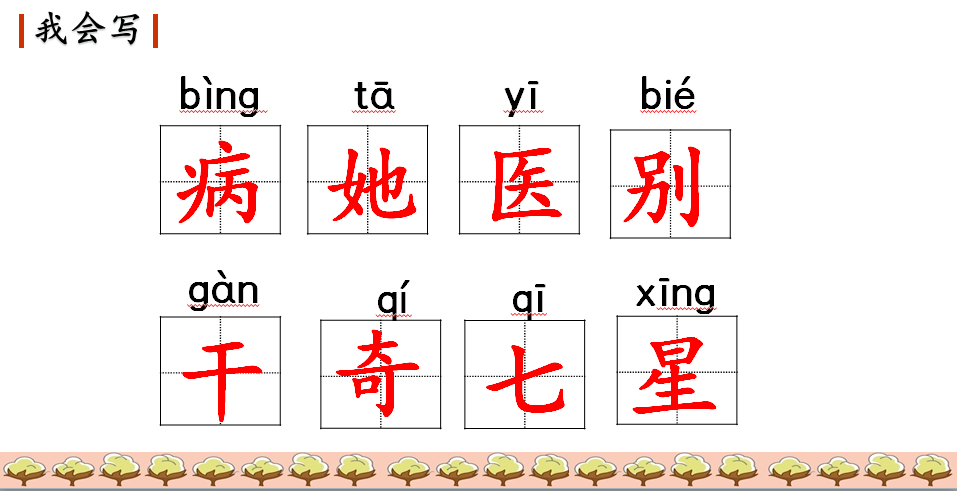 我会写
bìng tā yī bié
病 她 医 别
gàn qí qī xīng
干 奇 七 星